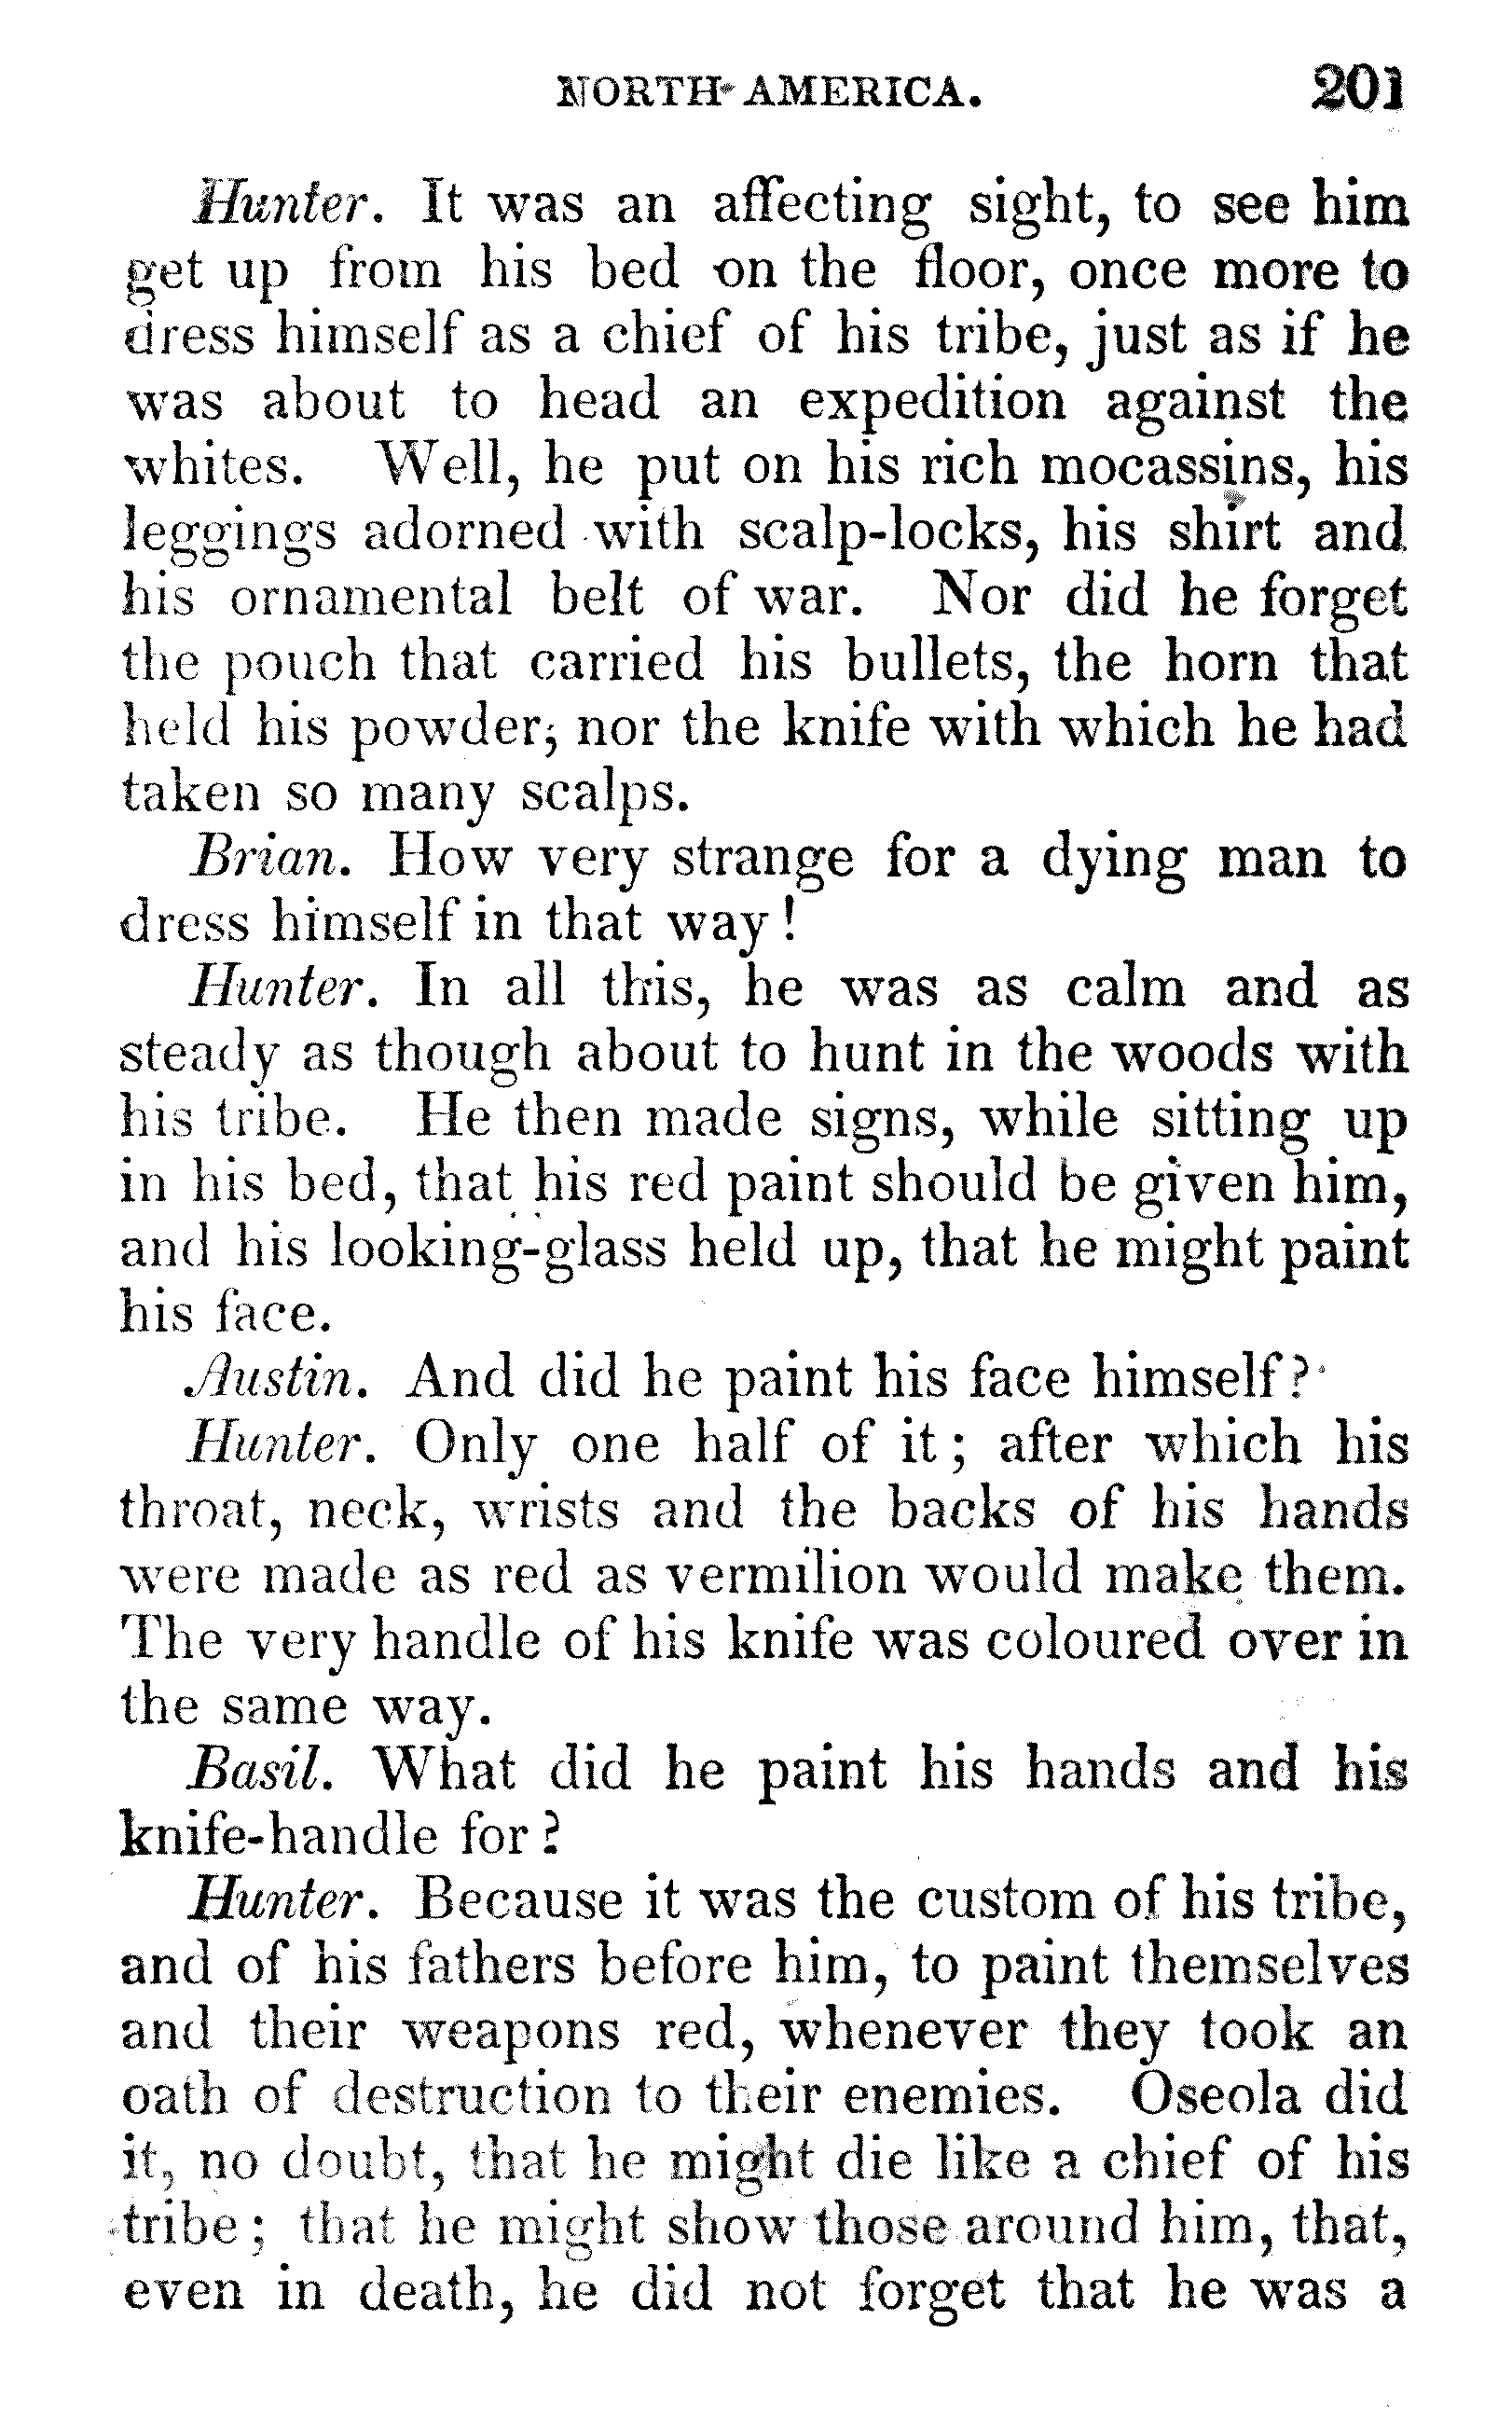 NORTH AMERICA. 201
Hunter. It was an affecting sight, to see him
get up from his bed on the floor, once more to
dress himself as a chief of his tribe, just as if he
was about to head an expedition against the
whites. Well, he put on his rich mocassins, his
leggings adorned with scalp-locks, his shirt and
his ornamental belt of war. Nor did he forget
the pouch that carried his bullets, the horn that
held his powder; nor the knife with which he had
taken so many scalps.
Brian. How very strange for a dying man to
dress himself in that way!
Hunter. In all this, he was as calm and as
steady as though about to hunt in the woods with
his tribe. He then made signs, while sitting up
in his bed, that his red paint should be given him,
and his looking-glass held up, that he might paint
his face.
Austin. And did he paint his face himself?
Hunter. Only one half of it; after which his
throat, neck, wrists and the backs of his hands
were made as red as vermilion would make them.
The very handle of his knife was coloured over in
the same way.
Basil. What did he paint his hands and his
knife-handle for?
Hunter. Because it was the custom of his tribe,
and of his fathers before him, to paint themselves
and their weapons red, whenever they took an
oath of destruction to their enemies. Oseola did
it, no doubt, that he might die like a chief of his
tribe; that he might show those around him, that,
even in death, he did not forget that he was a